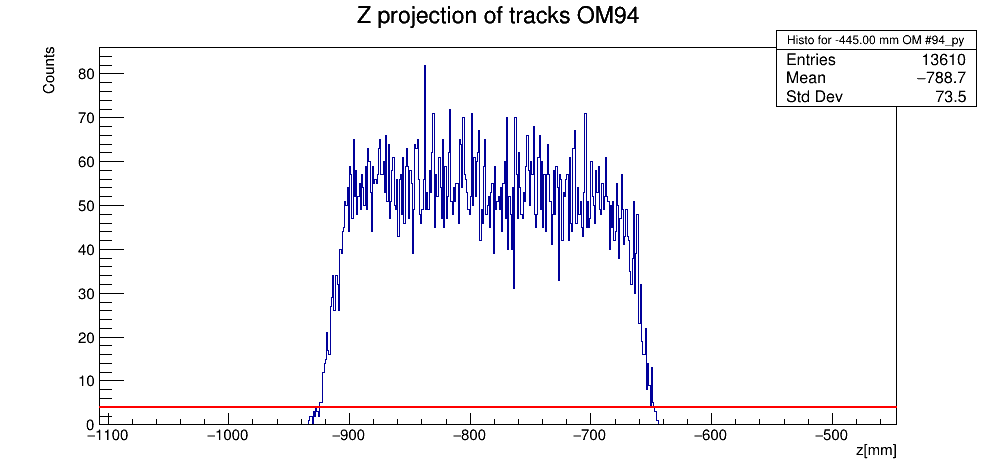 Z projection of tracks OM94
Histo for -445.00 mm OM #94_py
Entries 13610
Mean −788.7
Std Dev 73.5
Counts
80
70
60
50
40
30
20
10
0
−1100 −1000 −900 −800 −700 −600 −500
z[mm]